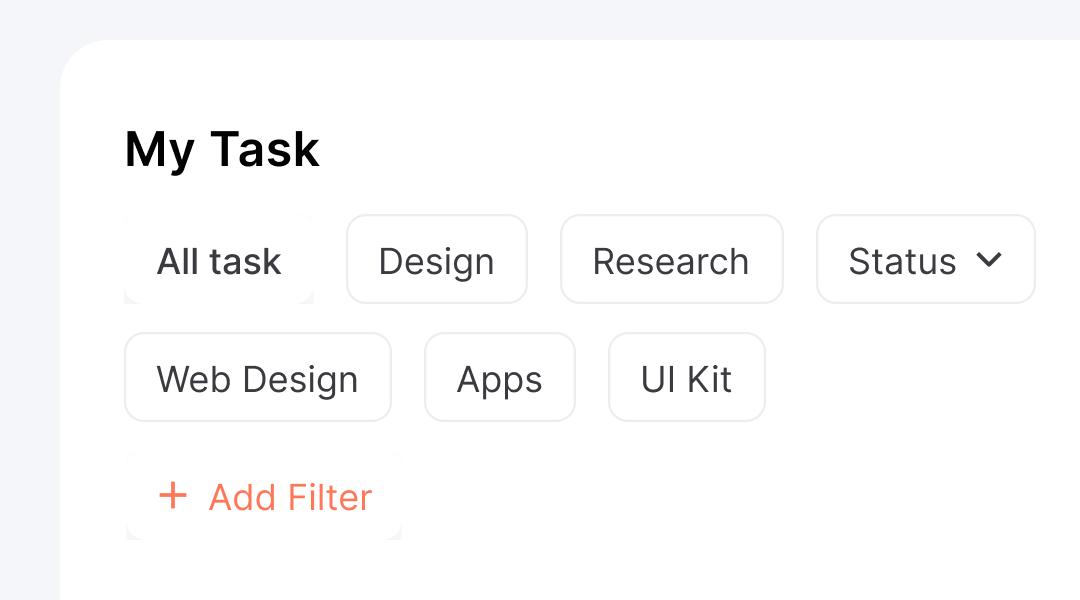 My Task
All task Design Research Status
Web Design Apps UI Kit
+ Add Filter